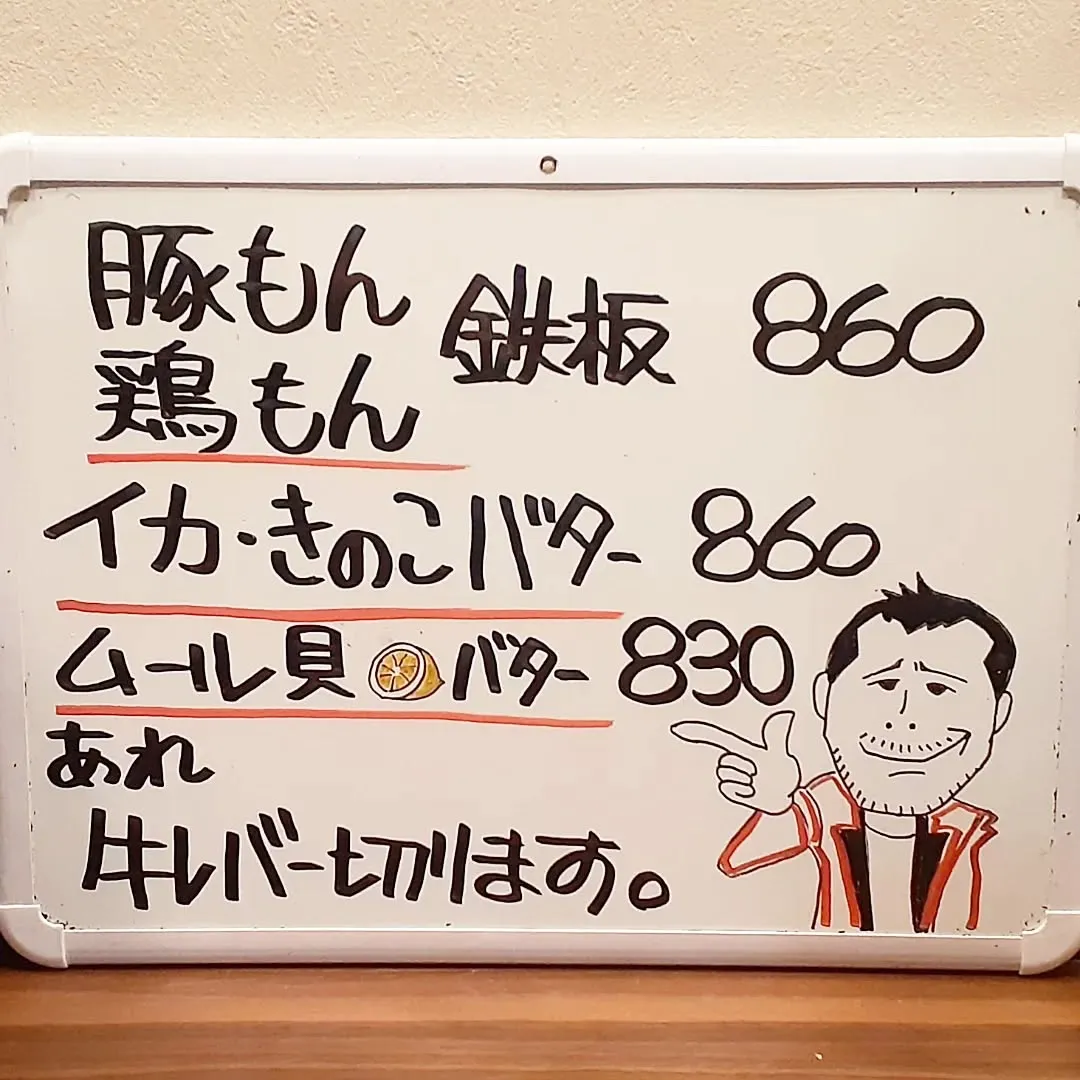 豚もん
鶏もん
鉄板 860
イカ・きのこバター 860
ムール貝🍋バター 830
あれ
牛レバー切ります。